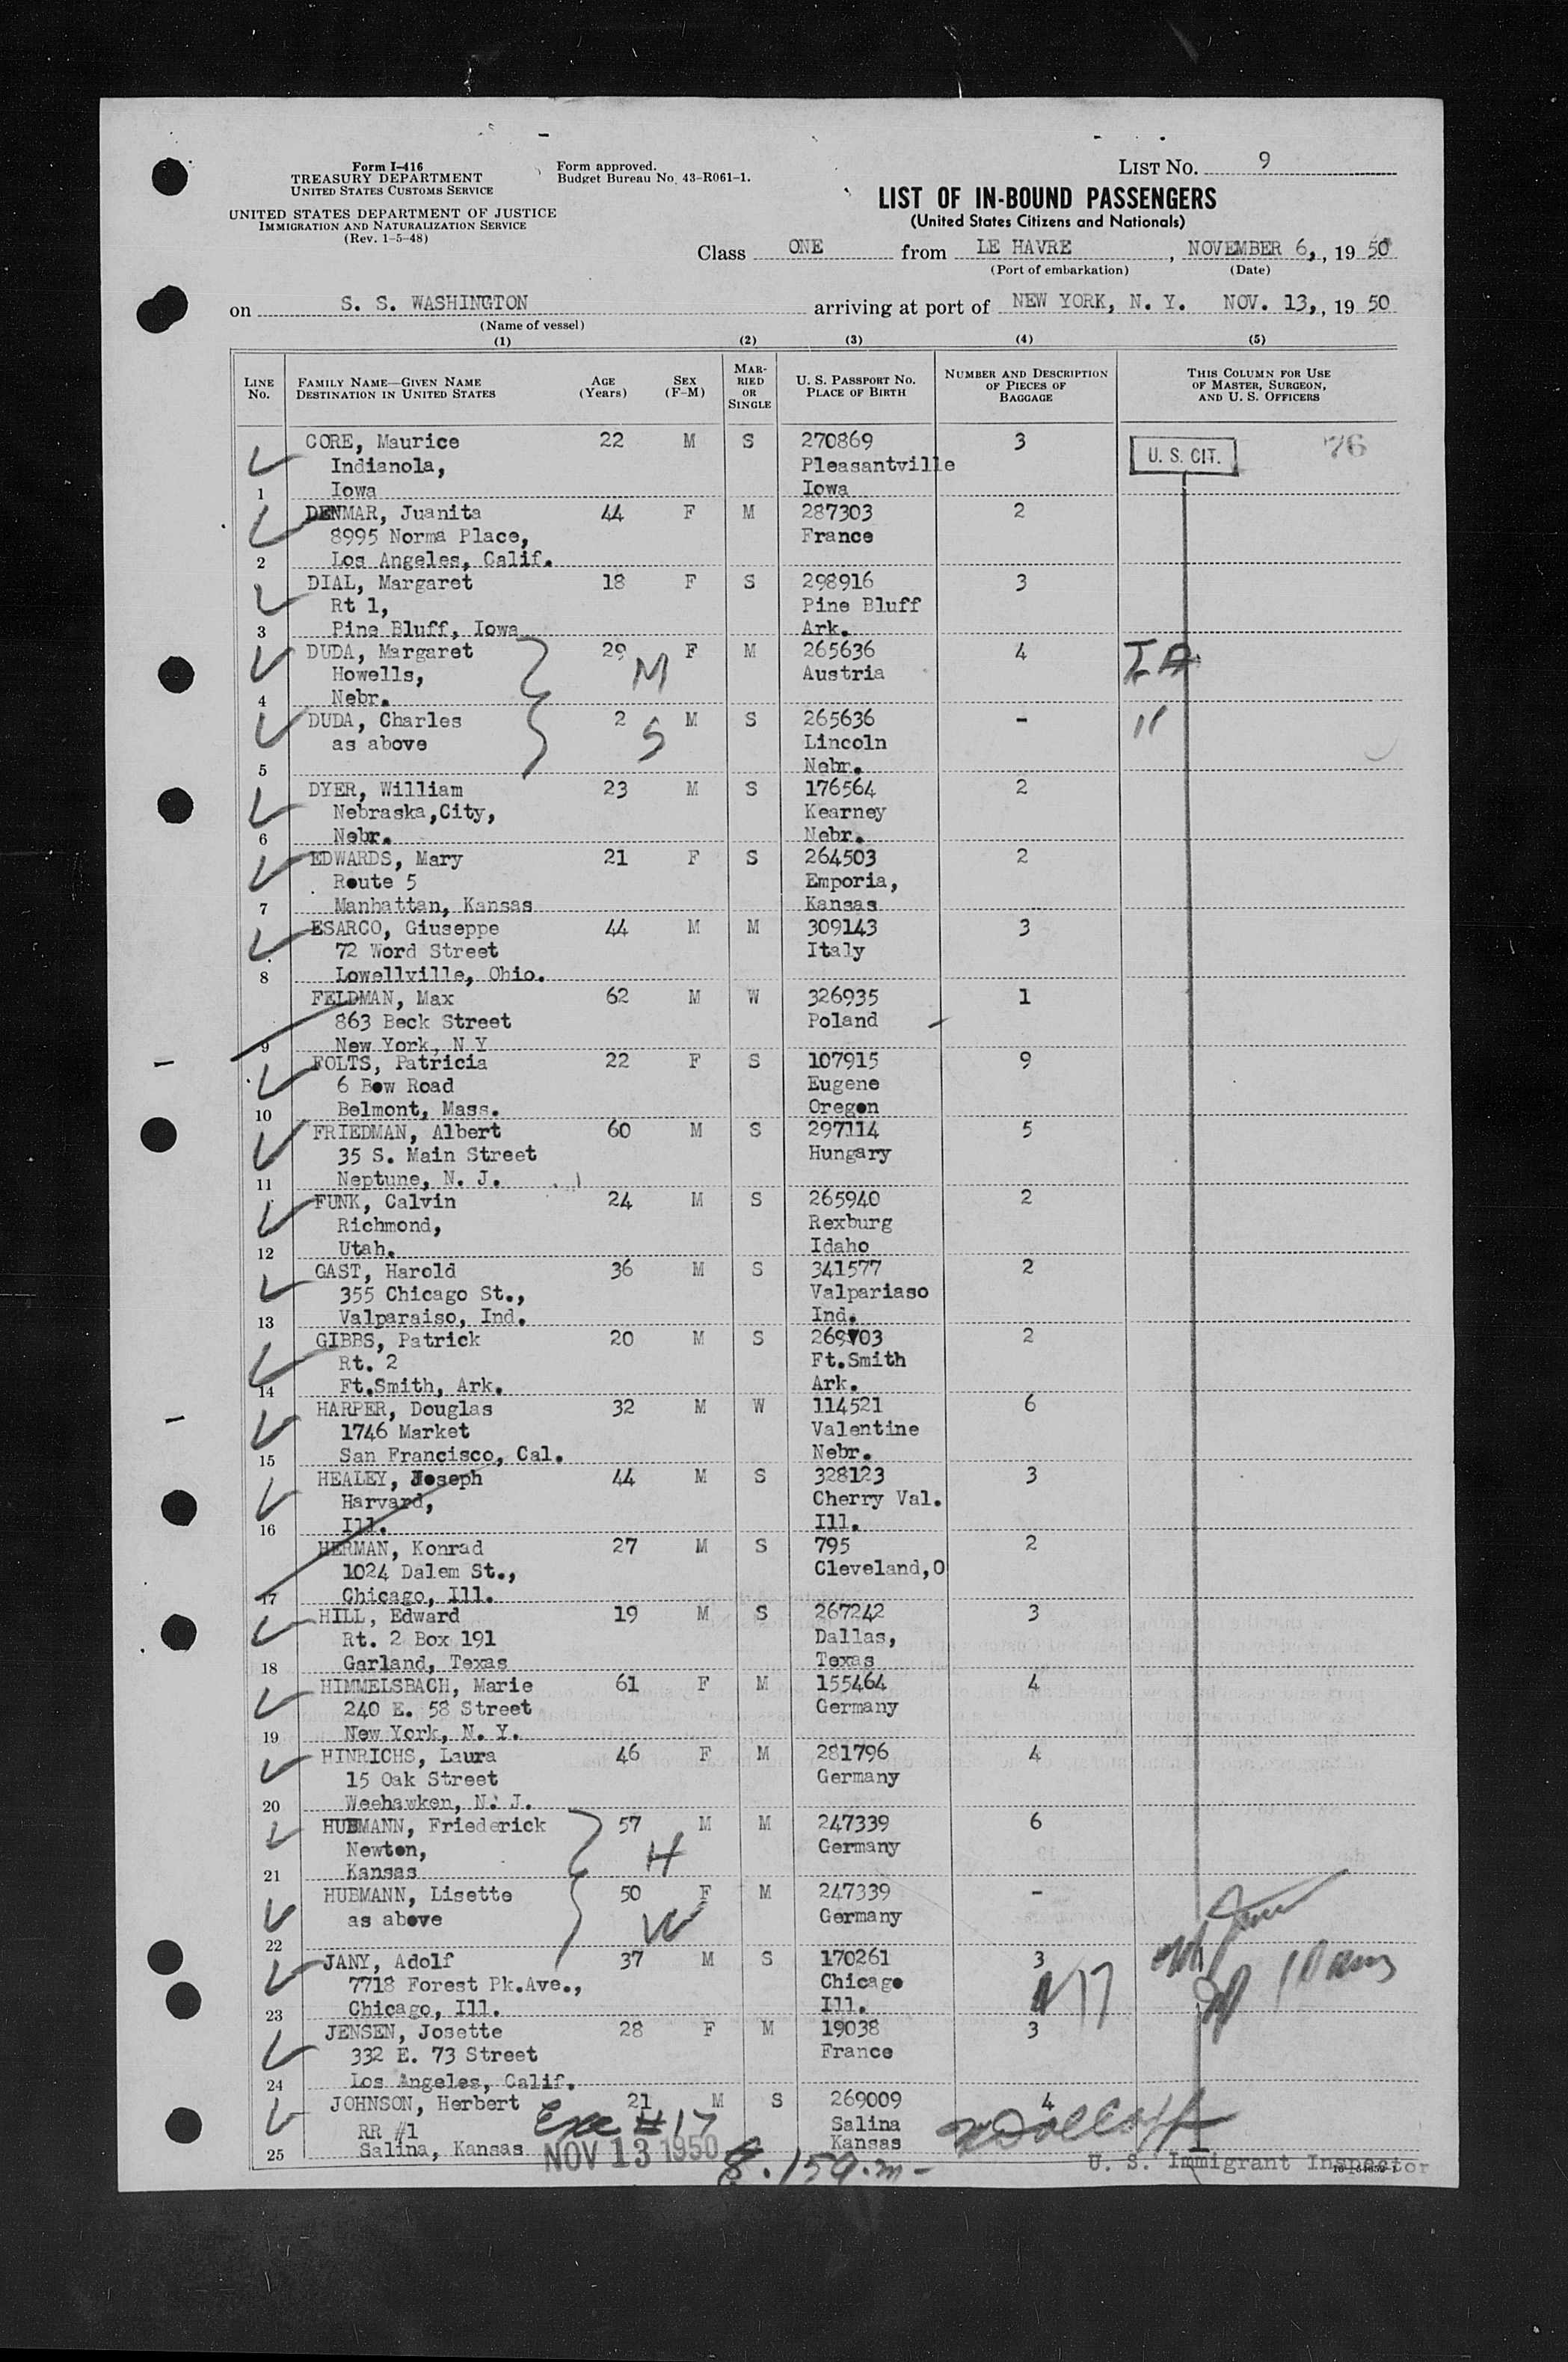 Form I-416
TREASURY DEPARTMENT
UNITED STATES CUSTOMS SERVICE
UNITED STATES DEPARTMENT OF JUSTICE
IMMIGRATION AND NATURALIZATION SERVICE
(Rev. 1-5-48)
Form approved.
Budget Bureau No. 43-R061-1.
LIST No. 9
LIST OF IN-BOUND PASSENGERS
(United States Citizens and Nationals)
Class ONE from LE HAVRE, NOVEMBER 6,, 1950
(Port of embarkation) (Date)
on S. S. WASHINGTON arriving at port of NEW YORK, N. Y. NOV. 13,, 1950
(Name of vessel)
(1) (2) (3) (4) (5)
LINE No. FAMILY NAME—GIVEN NAME DESTINATION IN UNITED STATES AGE (Years) SEX (F-M) MARRIED OR SINGLE U. S. PASSPORT No. PLACE OF BIRTH NUMBER AND DESCRIPTION OF PIECES OF BAGGAGE THIS COLUMN FOR USE OF MASTER, SURGEON, AND U. S. OFFICERS
CORE, Maurice 22 M S 270869 3 U. S. CIT. 76
Indianola, Pleasantville
1 Iowa Iowa
DENMAR, Juanita 44 F M 287303 2
8995 Norma Place, France
2 Los Angeles, Calif.
DIAL, Margaret 18 F S 298916 3
Rt 1, Pine Bluff
3 Pine Bluff, Iowa Ark.
DUDA, Margaret 29 F M 265636 4
Howells, M Austria
4 Nebr.
DUDA, Charles 2 M S 265636 - "
as above S Lincoln
5 Nebr.
DYER, William 23 M S 176564 2
Nebraska,City, Kearney
6 Nebr. Nebr.
EDWARDS, Mary 21 F S 264503 2
Route 5 Emporia,
7 Manhattan, Kansas Kansas
ESARCO, Giuseppe 44 M M 309143 3
72 Word Street Italy
8 Lowellville, Ohio.
FELDMAN, Max 62 M W 326935 1
863 Beck Street Poland
9 New York, N Y
FOLTS, Patricia 22 F S 107915 9
6 Bow Road Eugene
10 Belmont, Mass. Oregon
FRIEDMAN, Albert 60 M S 297114 5
35 S. Main Street Hungary
11 Neptune, N. J.
FUNK, Calvin 24 M S 265940 2
Richmond, Rexburg
12 Utah. Idaho
GAST, Harold 36 M S 341577 2
355 Chicago St., Valpariaso
13 Valparaiso, Ind. Ind.
GIBBS, Patrick 20 M S 269703 2
Rt. 2 Ft.Smith
14 Ft.Smith, Ark. Ark.
HARPER, Douglas 32 M W 114521 6
1746 Market Valentine
15 San Francisco, Cal. Nebr.
HEALEY, Joseph 44 M S 328123 3
Harvard, Cherry Val.
16 Ill. Ill.
HERMAN, Konrad 27 M S 795 2
1024 Dalem St., Cleveland,O
17 Chicago, Ill.
HILL, Edward 19 M S 267242 3
Rt. 2 Box 191 Dallas,
18 Garland, Texas Texas
HIMMELSBACH, Marie 61 F M 155464 4
240 E. 58 Street Germany
19 New York, N. Y.
HINRICHS, Laura 46 F M 281796 4
15 Oak Street Germany
20 Weehawken, N. J.
HUBMANN, Friederick 57 M M 247339 6
Newton, H Germany
21 Kansas
HUBMANN, Lisette 50 F M 247339 -
as above W Germany
22
JANY, Adolf 37 M S 170261 3
7718 Forest Pk.Ave., Chicago
23 Chicago, Ill. Ill.
JENSEN, Josette 28 F M 19038 3
332 E. 73 Street France
24 Los Angeles, Calif.
JOHNSON, Herbert 21 M S 269009 4
RR #1 Exc # 17 Salina
25 Salina, Kansas NOV 13 1950 Kansas
8.15 a.m-
U. S. Immigrant Inspector